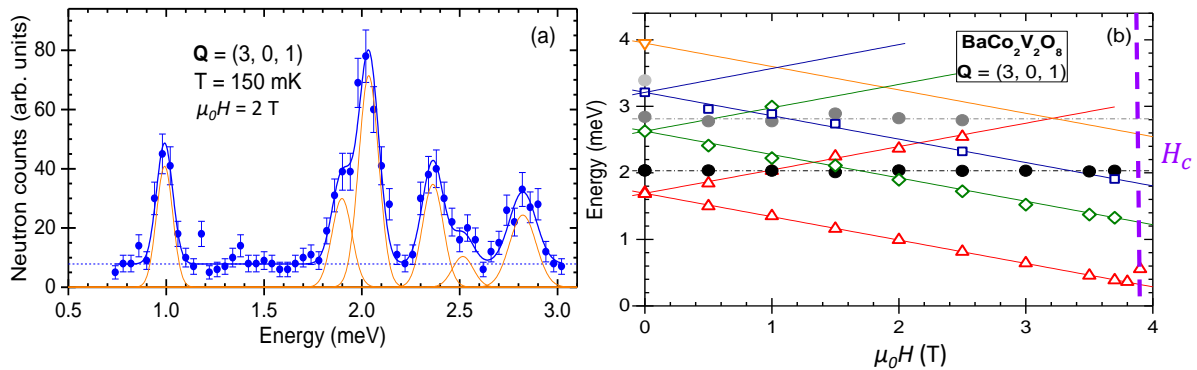 (a)
Q = (3, 0, 1)
T = 150 mK
μ₀H = 2 T
Neutron counts (arb. units)
80
60
40
20
0
0.5 1.0 1.5 2.0 2.5 3.0
Energy (meV)
(b)
BaCo₂V₂O₈
Q = (3, 0, 1)
Energy (meV)
4
3
2
1
0
0 1 2 3 4
μ₀H (T)
H_c